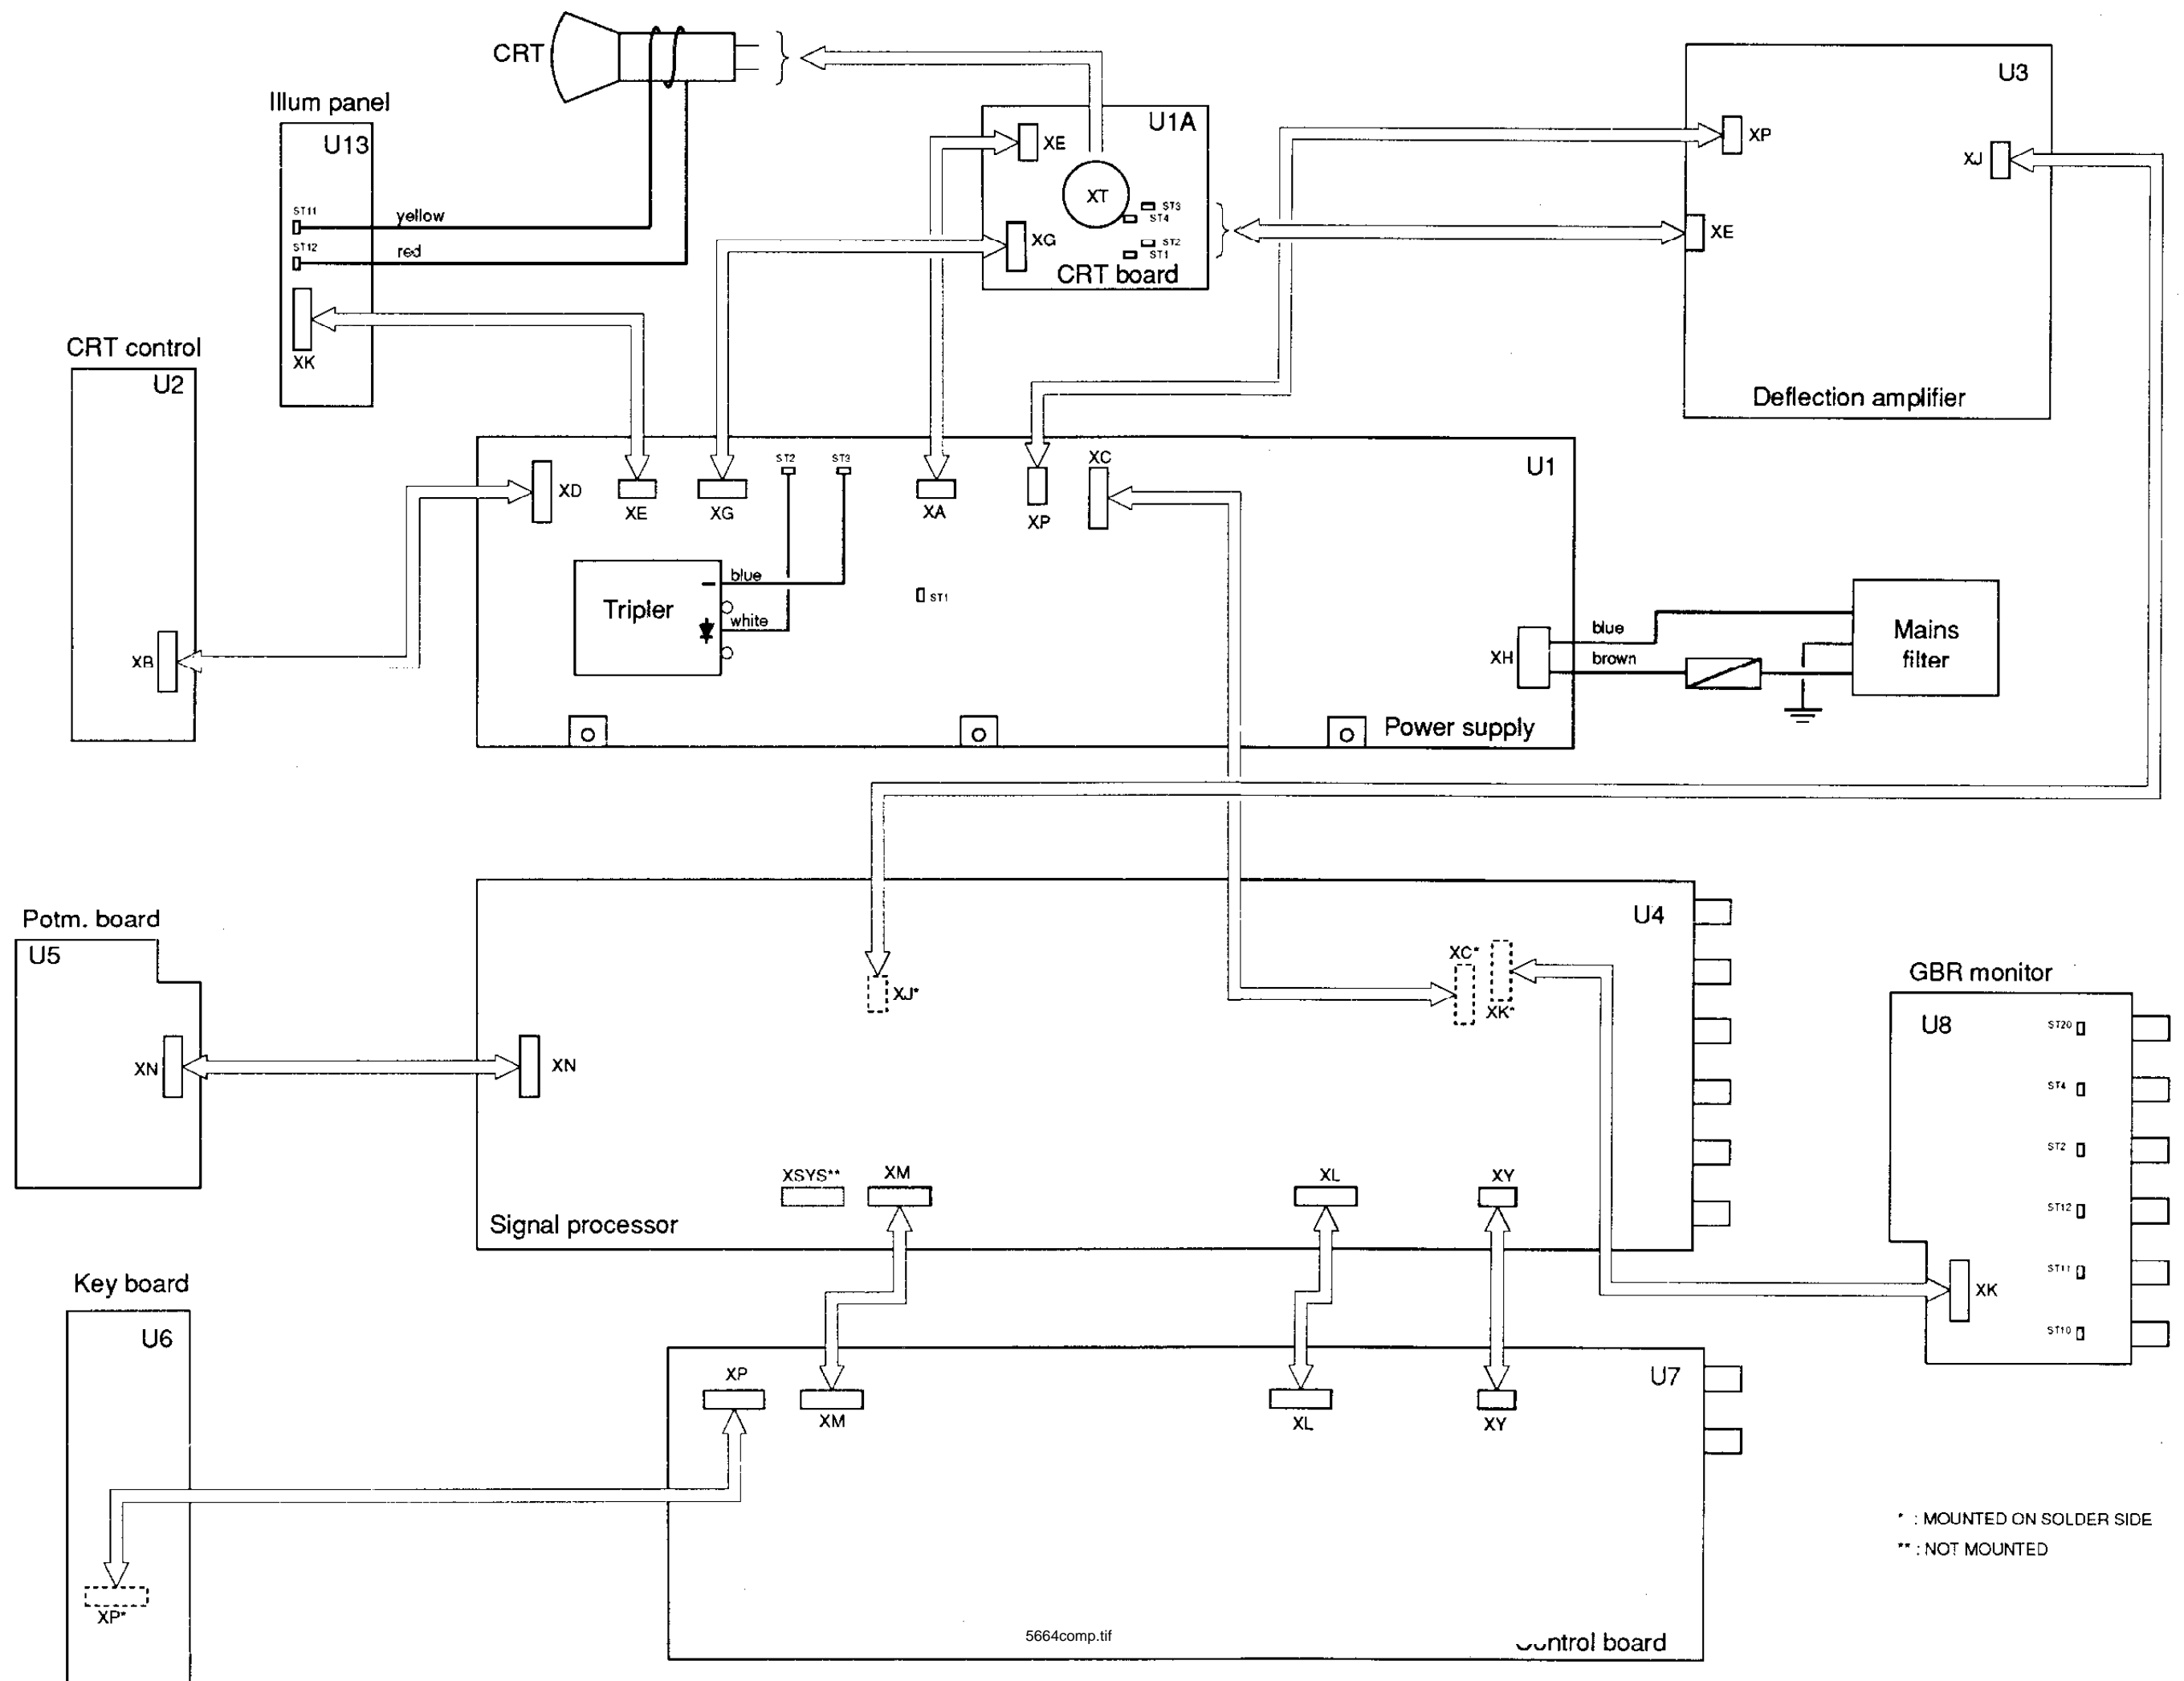 CRT
U3
Illum panel
U1A
U13
XE
XP
XJ
XT
ST3
ST4
ST11
yellow
XG
ST2
ST1
XE
ST12
red
CRT board
CRT control
XK
U2
Deflection amplifier
ST2
ST3
XC
U1
XD
XE
XG
XA
XP
blue
ST1
Tripler
white
blue
Mains
filter
XB
XH
brown
Power supply
Potm. board
U4
U5
XC*
GBR monitor
XJ*
XK*
U8
ST20
XN
XN
ST4
ST2
XSYS**
XM
XL
XY
ST12
Signal processor
Key board
ST11
XK
U6
ST10
XP
U7
XM
XL
XY
* : MOUNTED ON SOLDER SIDE
** : NOT MOUNTED
XP*
5664comp.tif
Control board